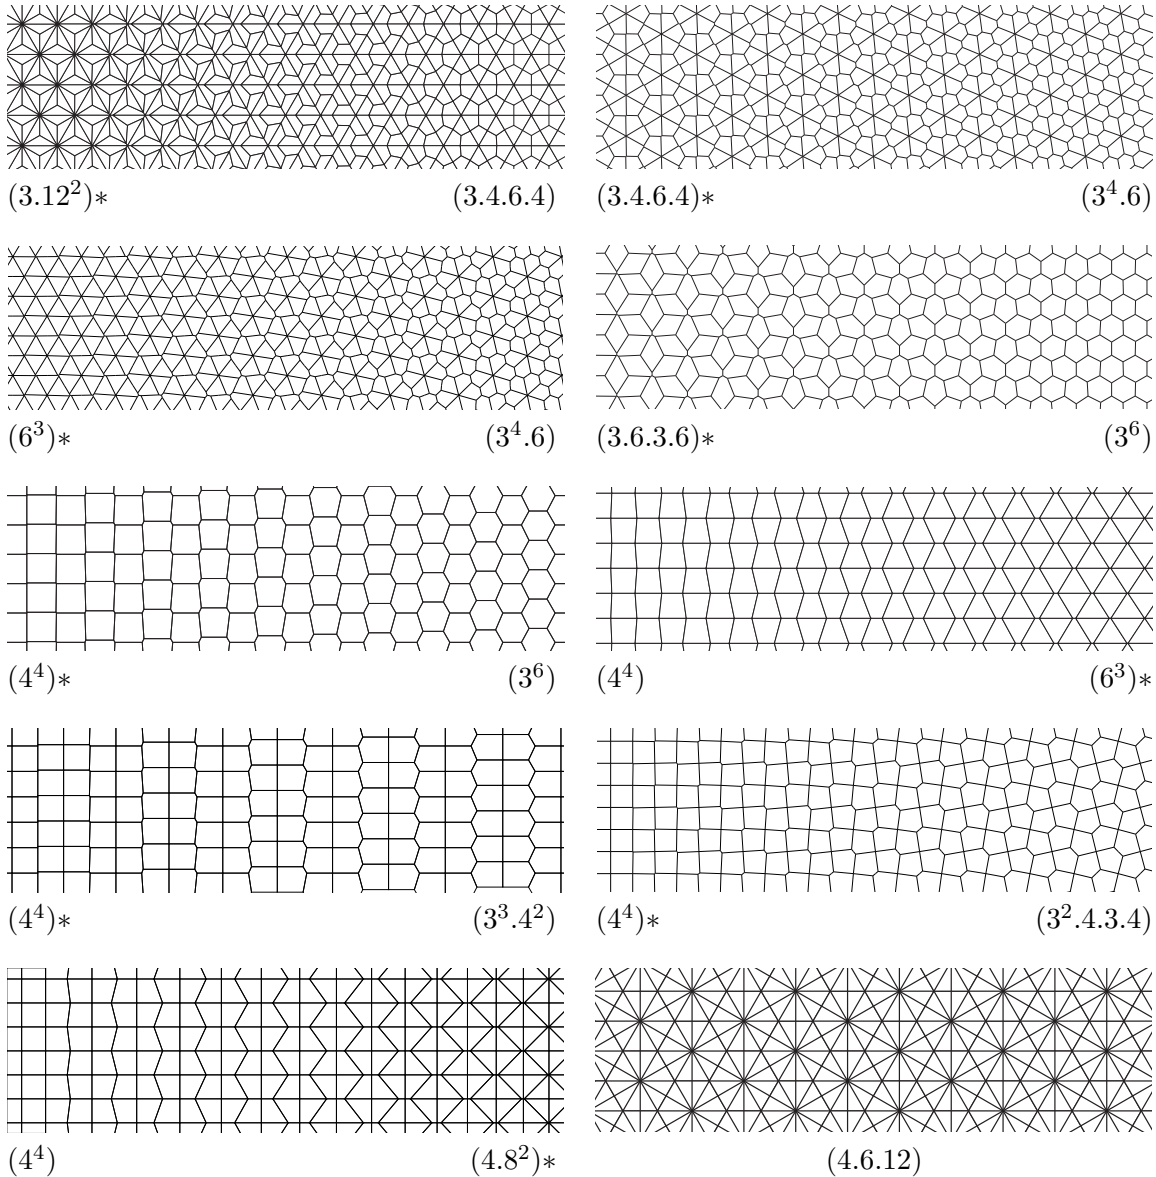 (3.12²)∗ (3.4.6.4) (3.4.6.4)∗ (3⁴.6)
(6³)∗ (3⁴.6) (3.6.3.6)∗ (3⁶)
(4⁴)∗ (3⁶) (4⁴) (6³)∗
(4⁴)∗ (3³.4²) (4⁴)∗ (3².4.3.4)
(4⁴) (4.8²)∗ (4.6.12)